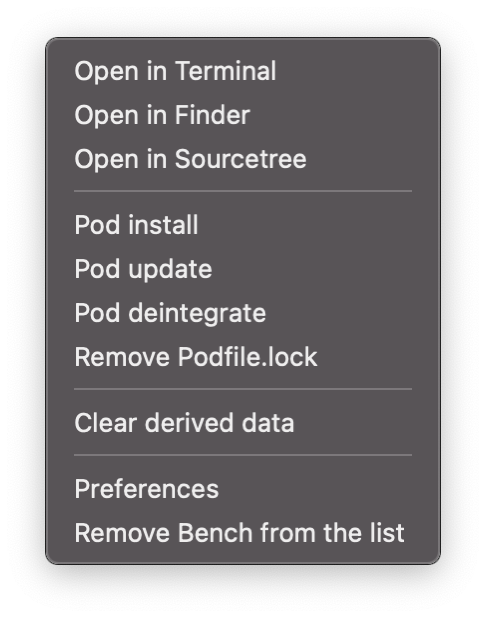 Open in Terminal
Open in Finder
Open in Sourcetree
Pod install
Pod update
Pod deintegrate
Remove Podfile.lock
Clear derived data
Preferences
Remove Bench from the list